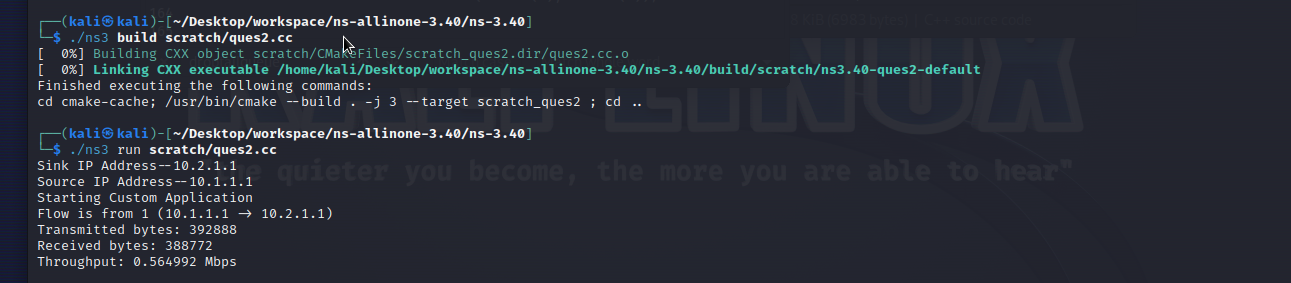 (kali㉿kali)-[~/Desktop/workspace/ns-allinone-3.40/ns-3.40]
$ ./ns3 build scratch/ques2.cc
[  0%] Building CXX object scratch/CMakeFiles/scratch_ques2.dir/ques2.cc.o
[  0%] Linking CXX executable /home/kali/Desktop/workspace/ns-allinone-3.40/ns-3.40/build/scratch/ns3.40-ques2-default
Finished executing the following commands:
cd cmake-cache; /usr/bin/cmake --build . -j 3 --target scratch_ques2 ; cd ..
(kali㉿kali)-[~/Desktop/workspace/ns-allinone-3.40/ns-3.40]
$ ./ns3 run scratch/ques2.cc
Sink IP Address--10.2.1.1
Source IP Address--10.1.1.1
quieter you become, the more you are able to hear"
Starting Custom Application
Flow is from 1 (10.1.1.1 -> 10.2.1.1)
Transmitted bytes: 392888
Received bytes: 388772
Throughput: 0.564992 Mbps